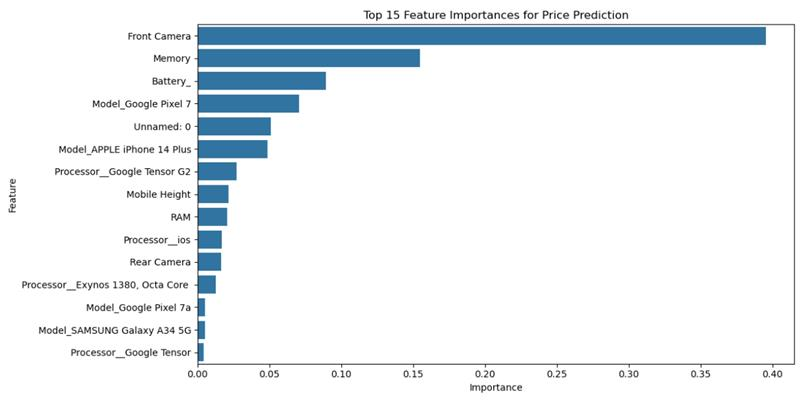 Top 15 Feature Importances for Price Prediction
Front Camera
Memory
Battery_
Model_Google Pixel 7
Unnamed: 0
Model_APPLE iPhone 14 Plus
Processor__Google Tensor G2
Mobile Height
RAM
Processor__ios
Rear Camera
Processor__Exynos 1380, Octa Core
Model_Google Pixel 7a
Model_SAMSUNG Galaxy A34 5G
Processor__Google Tensor
Feature
0.00 0.05 0.10 0.15 0.20 0.25 0.30 0.35 0.40
Importance